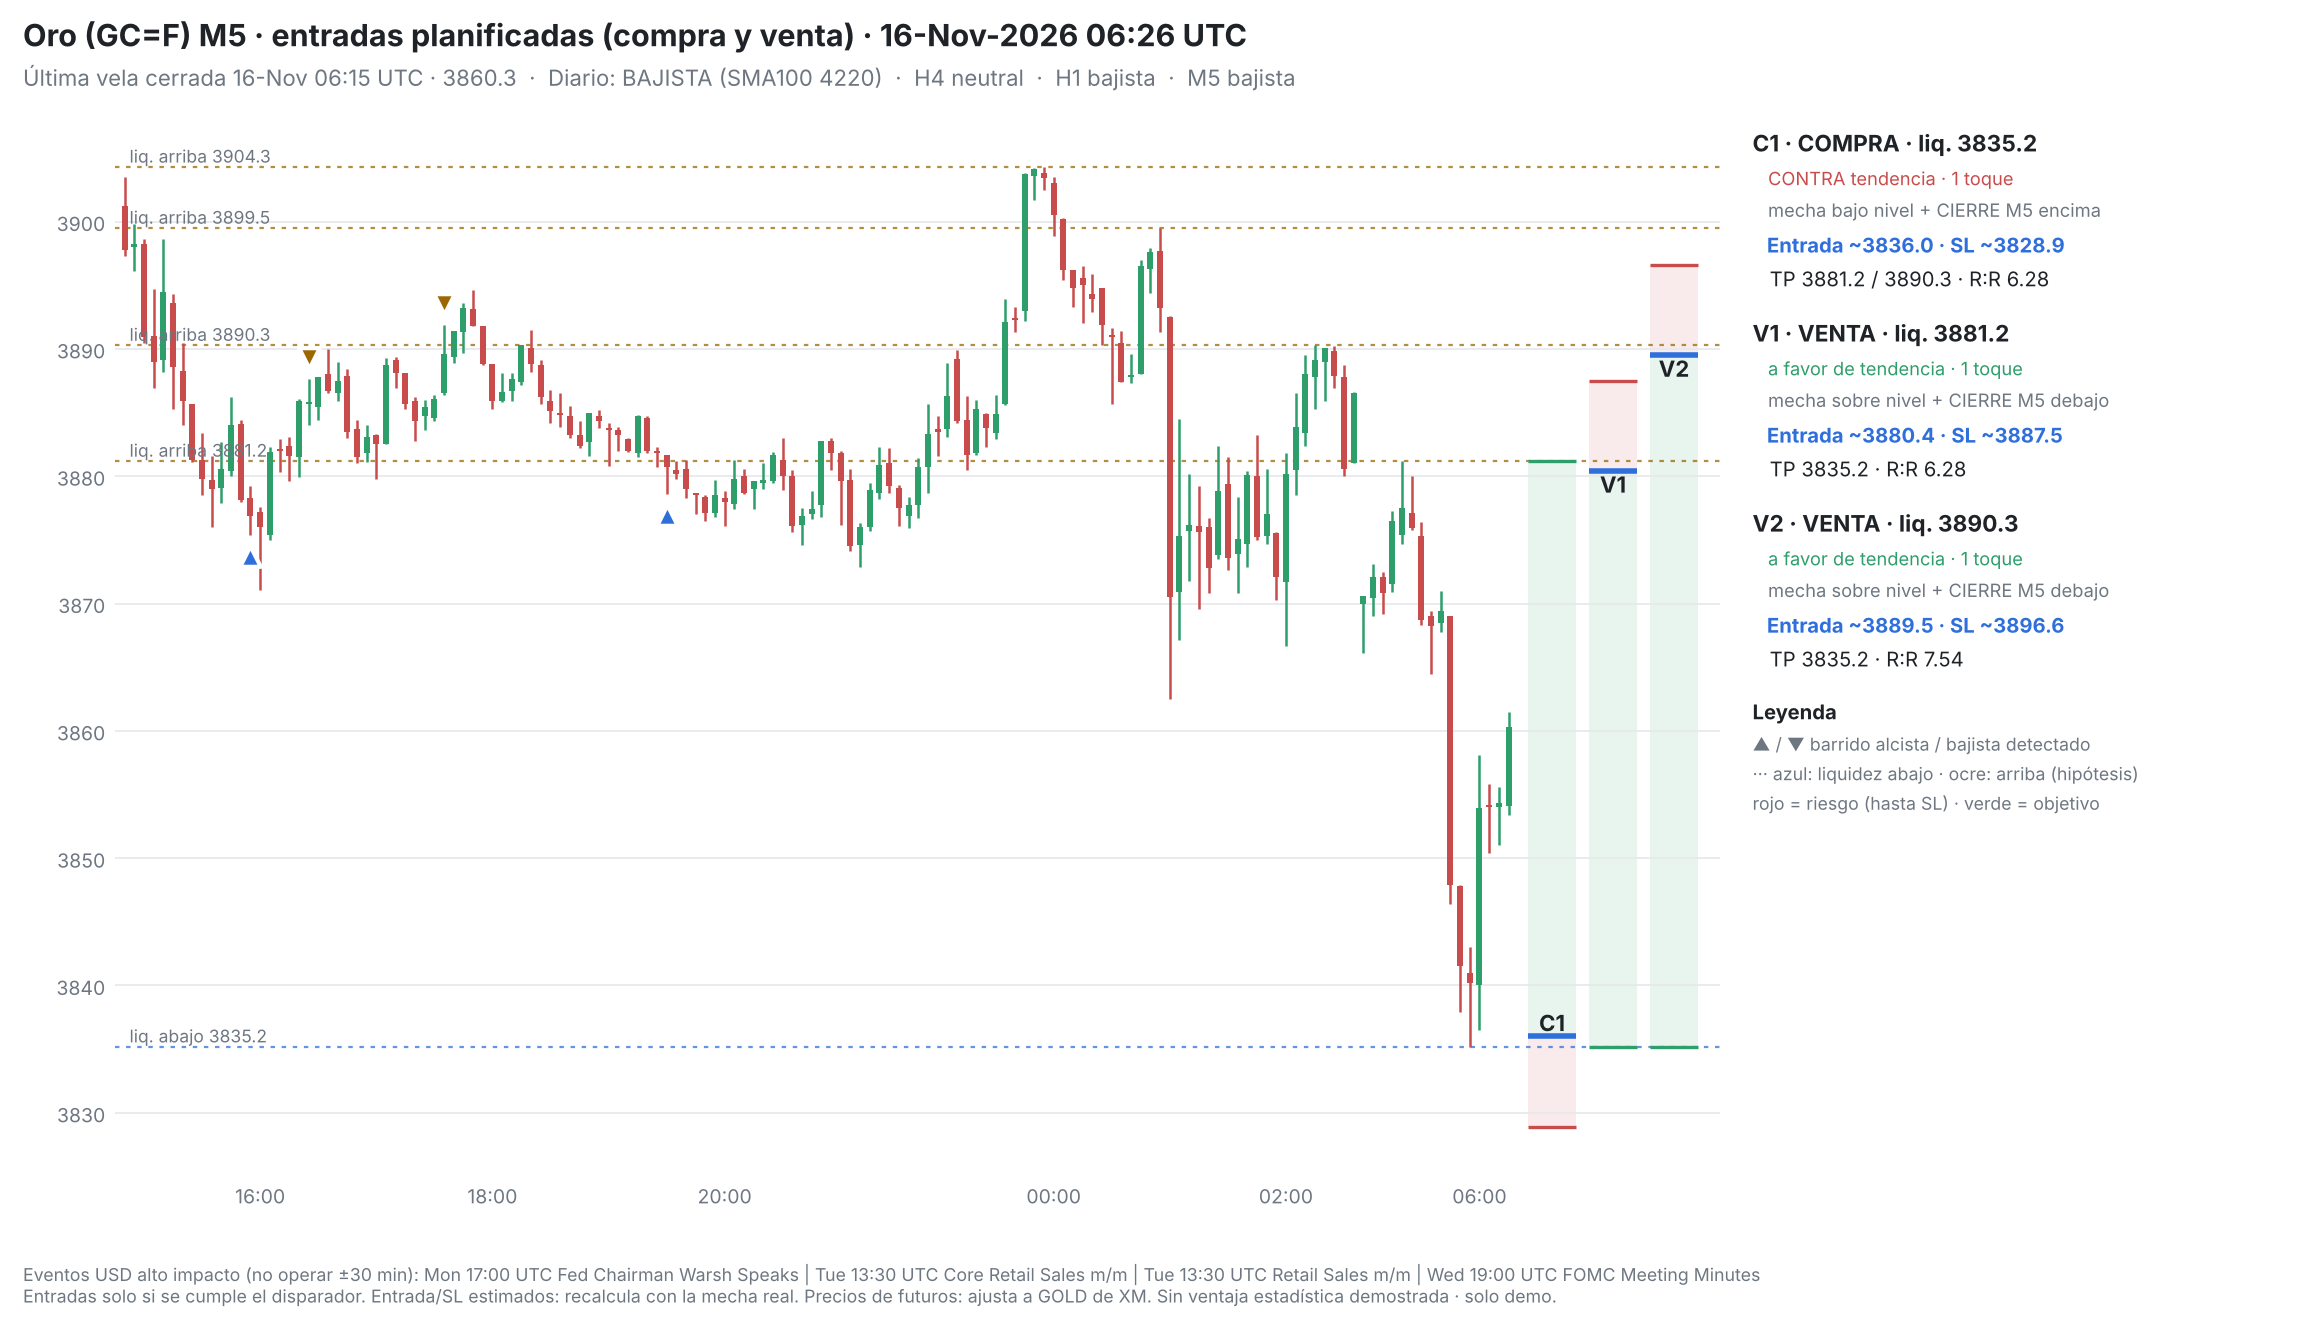 Oro (GC=F) M5 · entradas planificadas (compra y venta) · 16-Nov-2026 06:26 UTC
Última vela cerrada 16-Nov 06:15 UTC · 3860.3 · Diario: BAJISTA (SMA100 4220) · H4 neutral · H1 bajista · M5 bajista
liq. arriba 3904.3
3900
liq. arriba 3899.5
3890
liq. arriba 3890.3
3880
liq. arriba 3881.2
3870
3860
3850
3840
liq. abajo 3835.2
3830
C1
V1
V2
16:00
18:00
20:00
00:00
02:00
06:00
C1 · COMPRA · liq. 3835.2
CONTRA tendencia · 1 toque
mecha bajo nivel + CIERRE M5 encima
Entrada ~3836.0 · SL ~3828.9
TP 3881.2 / 3890.3 · R:R 6.28
V1 · VENTA · liq. 3881.2
a favor de tendencia · 1 toque
mecha sobre nivel + CIERRE M5 debajo
Entrada ~3880.4 · SL ~3887.5
TP 3835.2 · R:R 6.28
V2 · VENTA · liq. 3890.3
a favor de tendencia · 1 toque
mecha sobre nivel + CIERRE M5 debajo
Entrada ~3889.5 · SL ~3896.6
TP 3835.2 · R:R 7.54
Leyenda
▲ / ▼ barrido alcista / bajista detectado
··· azul: liquidez abajo · ocre: arriba (hipótesis)
rojo = riesgo (hasta SL) · verde = objetivo
Eventos USD alto impacto (no operar ±30 min): Mon 17:00 UTC Fed Chairman Warsh Speaks | Tue 13:30 UTC Core Retail Sales m/m | Tue 13:30 UTC Retail Sales m/m | Wed 19:00 UTC FOMC Meeting Minutes
Entradas solo si se cumple el disparador. Entrada/SL estimados: recalcula con la mecha real. Precios de futuros: ajusta a GOLD de XM. Sin ventaja estadística demostrada · solo demo.